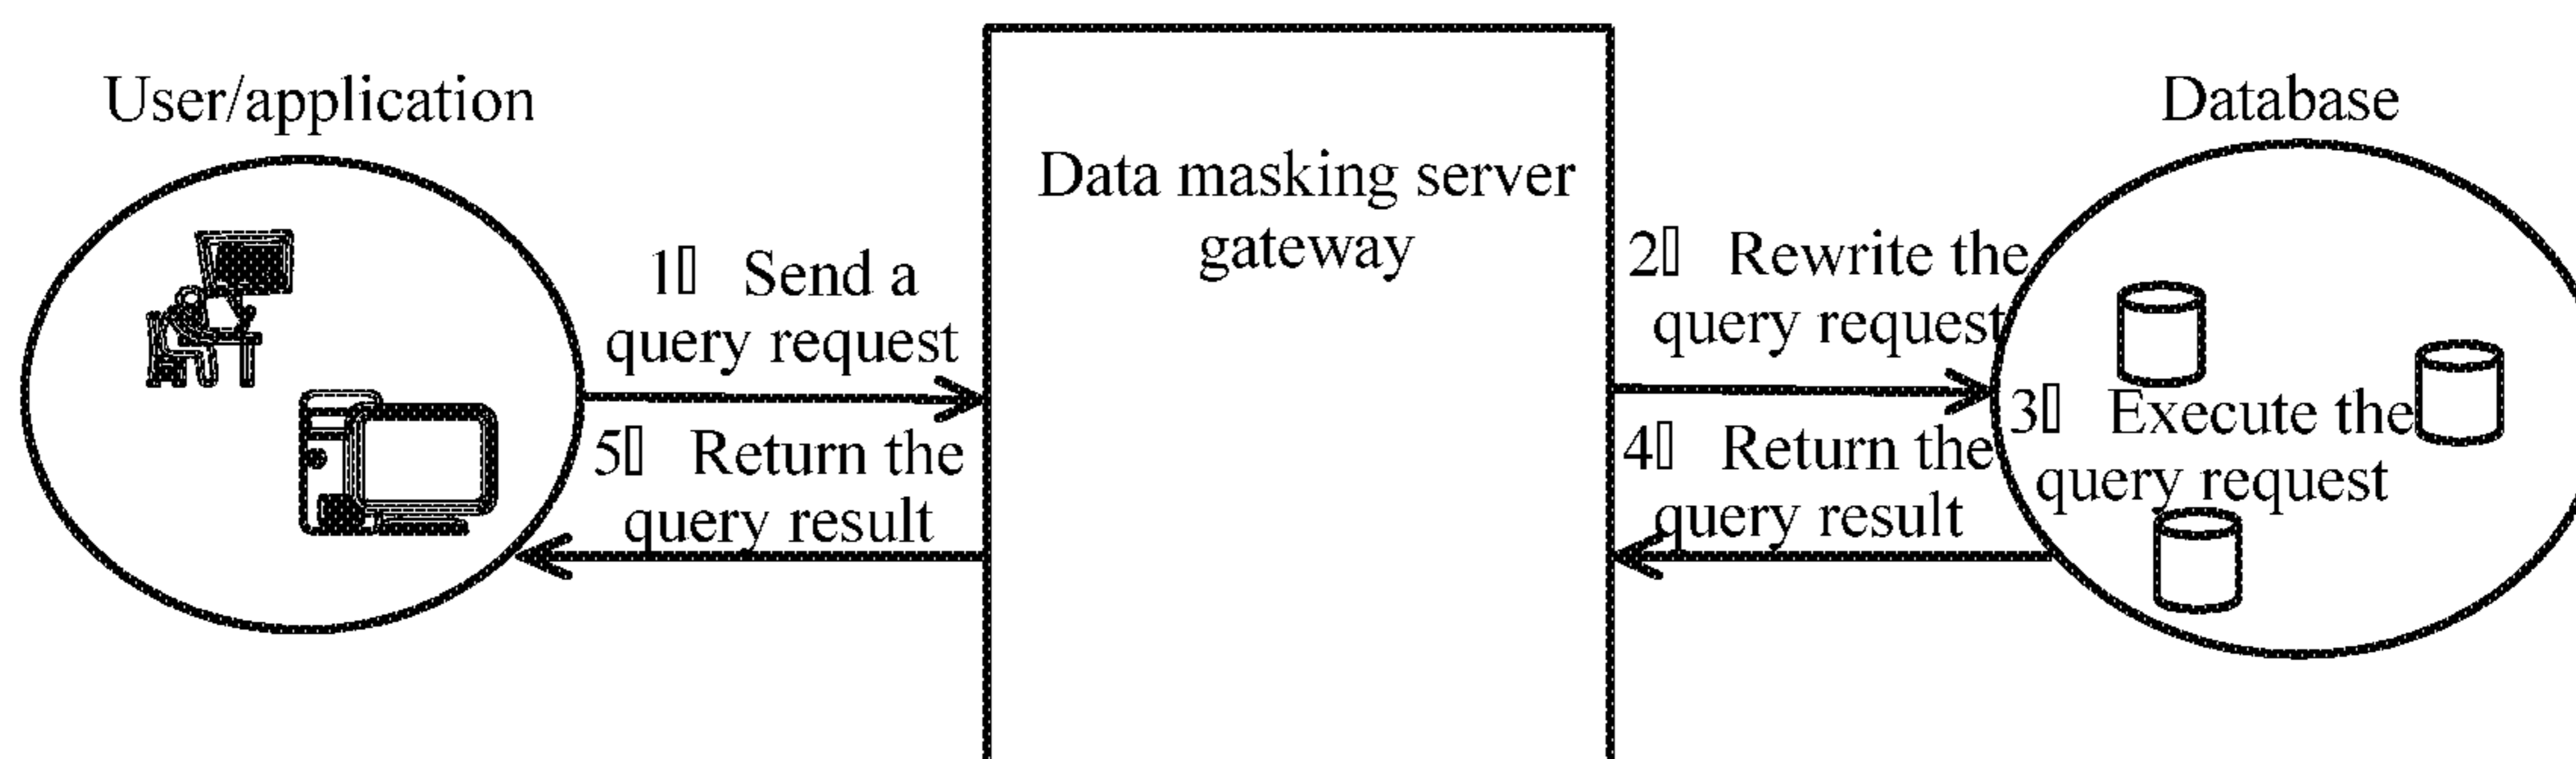 User/application
Database
Data masking server
gateway
1▯ Send a
query request
2▯ Rewrite the
query request
3▯ Execute the
query request
4▯ Return the
query result
5▯ Return the
query result